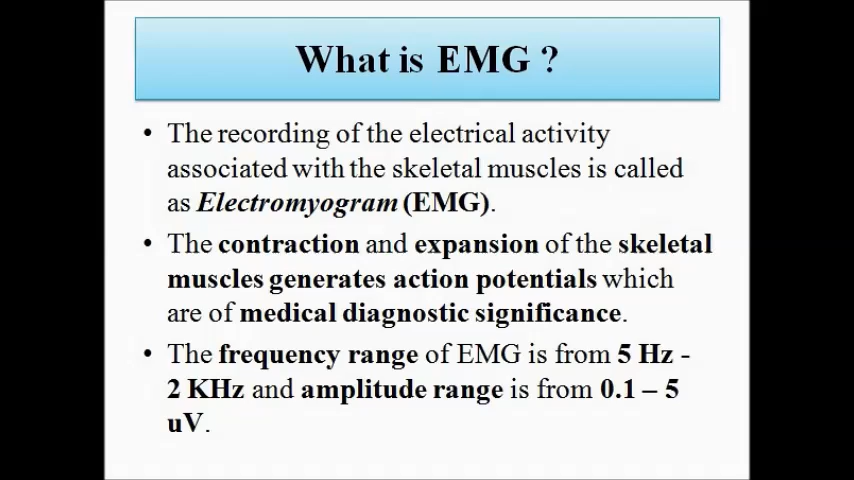 What is EMG ?
• The recording of the electrical activity
associated with the skeletal muscles is called
as Electromyogram (EMG).
• The contraction and expansion of the skeletal
muscles generates action potentials which
are of medical diagnostic significance.
• The frequency range of EMG is from 5 Hz -
2 KHz and amplitude range is from 0.1 – 5
uV.